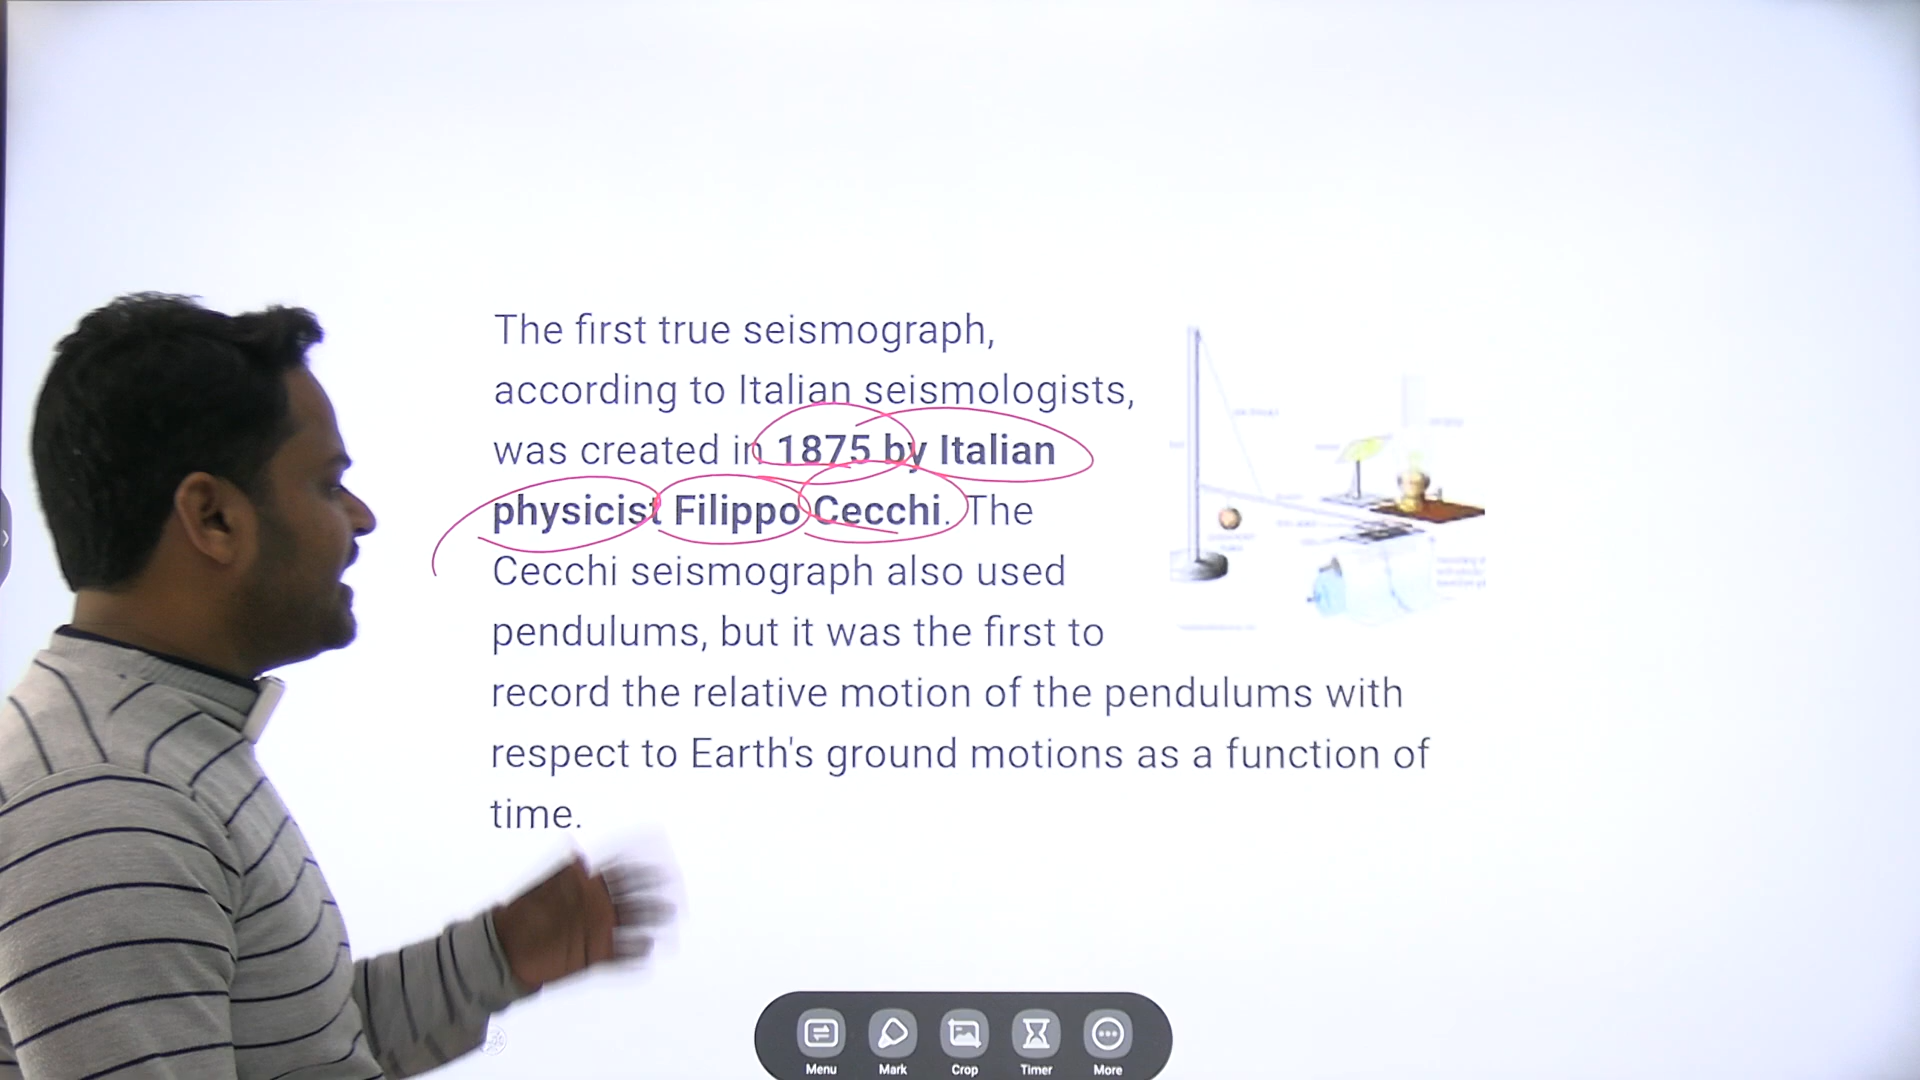 The first true seismograph,
according to Italian seismologists,
was created in 1875 by Italian
physicist Filippo Cecchi. The
Cecchi seismograph also used
pendulums, but it was the first to
record the relative motion of the pendulums with
respect to Earth's ground motions as a function of
time.
Menu Mark Crop Timer More